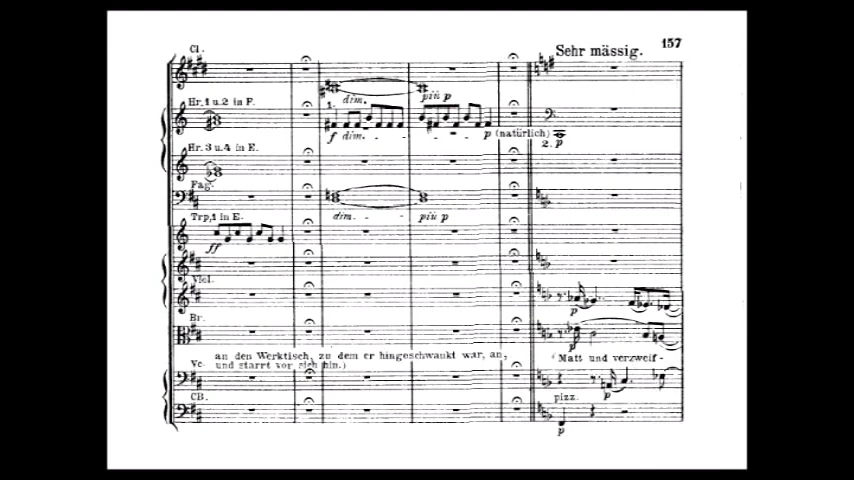 157
Sehr mässig.
Cl.
Hr. 1 u. 2 in F.
1. dim. più p
f dim. - - - p (natürlich)
2. p
Hr. 3 u. 4 in E.
Fag.
dim. - - più p
Trp. 1 in E.
ff
Viol.
p
Br.
p
an den Werktisch, zu dem er hingeschwankt war, an,
und starrt vor sich hin.)
(Matt und verzweif-
Vc.
p
CB.
pizz.
p